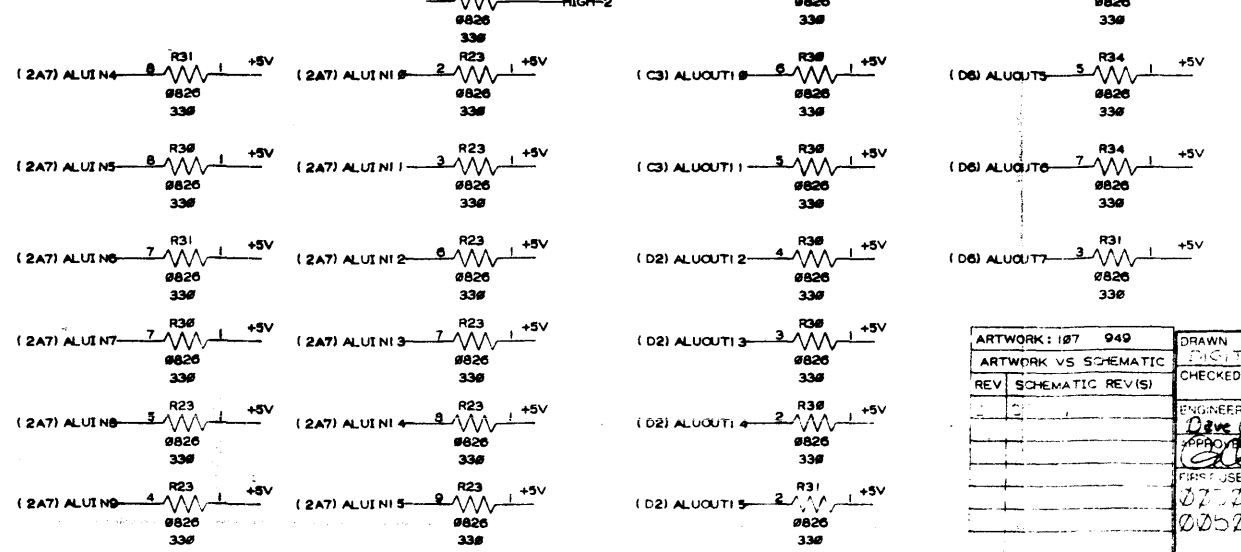 HIGH-2
0826 0826 0826
330 330 330
R31 R23 R30 R34
(2A7) ALUIN4 8 1 +5V (2A7) ALUIN10 2 1 +5V (C3) ALUOUT10 6 1 +5V (D6) ALUOUT5 5 1 +5V
0826 0826 0826 0826
330 330 330 330
R30 R23 R30 R34
(2A7) ALUIN5 8 1 +5V (2A7) ALUIN11 3 1 +5V (C3) ALUOUT11 5 1 +5V (D6) ALUOUT6 7 1 +5V
0826 0826 0826 0826
330 330 330 330
R31 R23 R30 R31
(2A7) ALUIN6 7 1 +5V (2A7) ALUIN12 6 1 +5V (D2) ALUOUT12 4 1 +5V (D6) ALUOUT7 3 1 +5V
0826 0826 0826 0826
330 330 330 330
R30 R23 R30
(2A7) ALUIN7 7 1 +5V (2A7) ALUIN13 7 1 +5V (D2) ALUOUT13 3 1 +5V
0826 0826 0826
330 330 330
R23 R23 R30
(2A7) ALUIN8 5 1 +5V (2A7) ALUIN14 8 1 +5V (D2) ALUOUT14 2 1 +5V
0826 0826 0826
330 330 330
R23 R23 R31
(2A7) ALUIN9 4 1 +5V (2A7) ALUIN15 9 1 +5V (D2) ALUOUT15 2 1 +5V
0826 0826 0826
330 330 330
ARTWORK: 107 949
ARTWORK VS SCHEMATIC
REV SCHEMATIC REV(S)
DRAWN
DIGIT
CHECKED
ENGINEER
Dave
APPROVE
FIRST USE